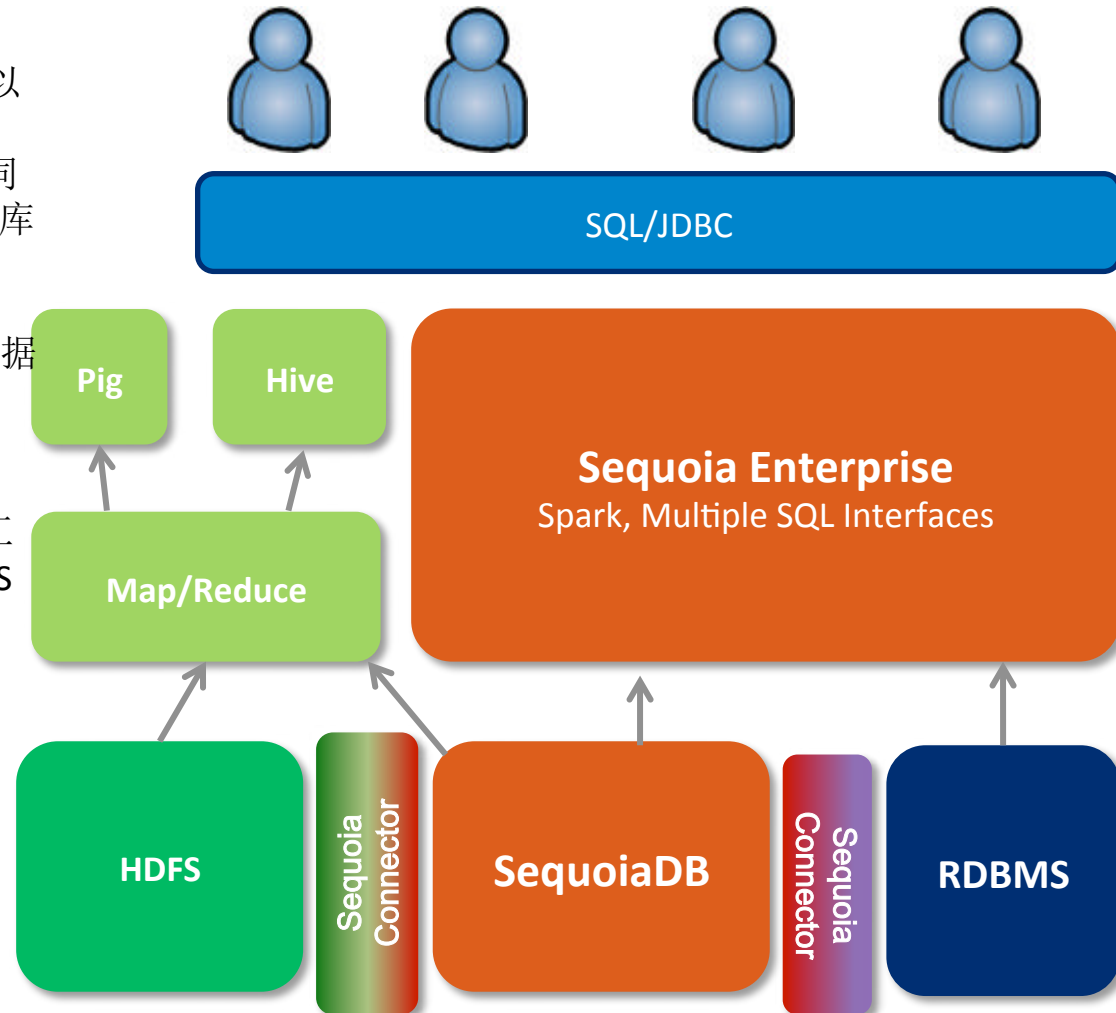 以
SQL/JDBC
同
库
据
Pig
Hive
Sequoia Enterprise
Spark, Multiple SQL Interfaces
S
Map/Reduce
HDFS
Sequoia
Connector
SequoiaDB
Sequoia
Connector
RDBMS